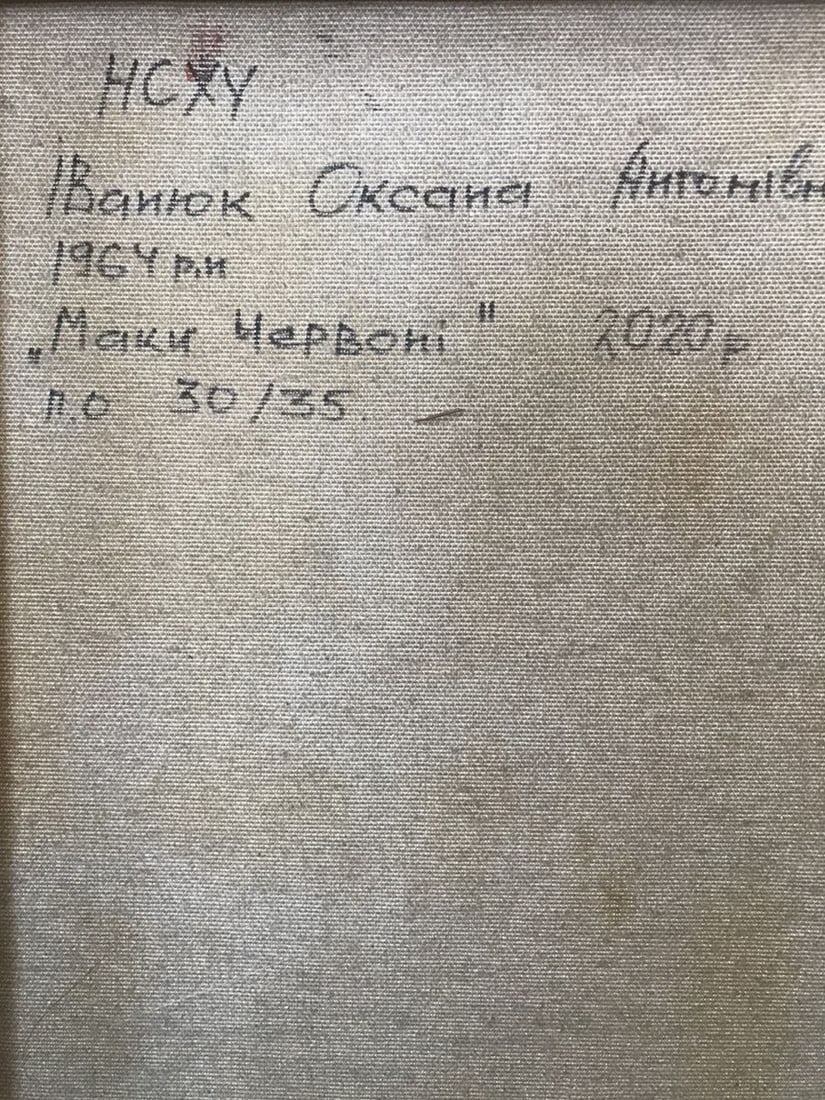 НСХУ
Іванюк Оксана Антонівн
1964 р.н
„Маки Червоні" 2020 р
п.о 30/35.